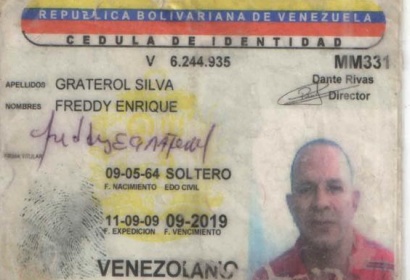 REPUBLICA BOLIVARIANA DE VENEZUELA
CEDULA DE IDENTIDAD
V 6.244.935 MM331
APELLIDOS GRATEROL SILVA Dante Rivas
NOMBRES FREDDY ENRIQUE Director
FIRMA TITULAR
09-05-64 SOLTERO
F. NACIMIENTO EDO CIVIL
11-09-09 09-2019
F. EXPEDICION F. VENCIMIENTO
VENEZOLANO